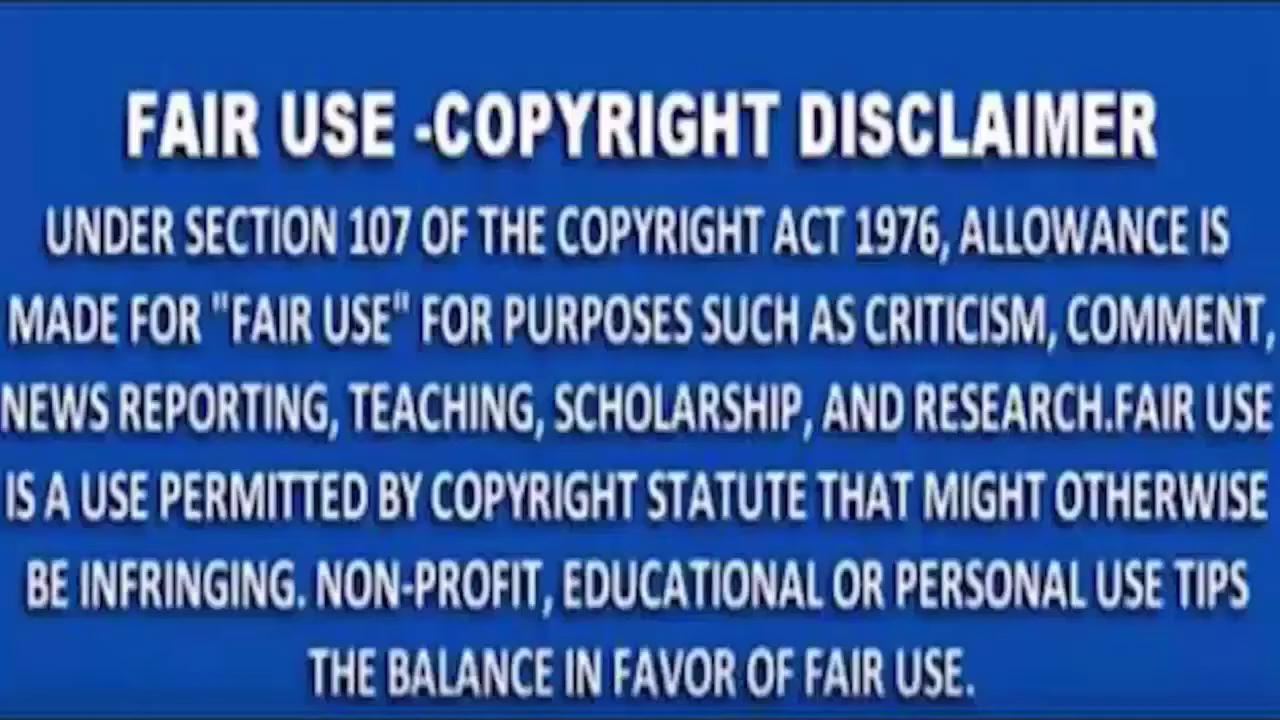 FAIR USE -COPYRIGHT DISCLAIMER
UNDER SECTION 107 OF THE COPYRIGHT ACT 1976, ALLOWANCE IS
MADE FOR "FAIR USE" FOR PURPOSES SUCH AS CRITICISM, COMMENT,
NEWS REPORTING, TEACHING, SCHOLARSHIP, AND RESEARCH.FAIR USE
IS A USE PERMITTED BY COPYRIGHT STATUTE THAT MIGHT OTHERWISE
BE INFRINGING. NON-PROFIT, EDUCATIONAL OR PERSONAL USE TIPS
THE BALANCE IN FAVOR OF FAIR USE.